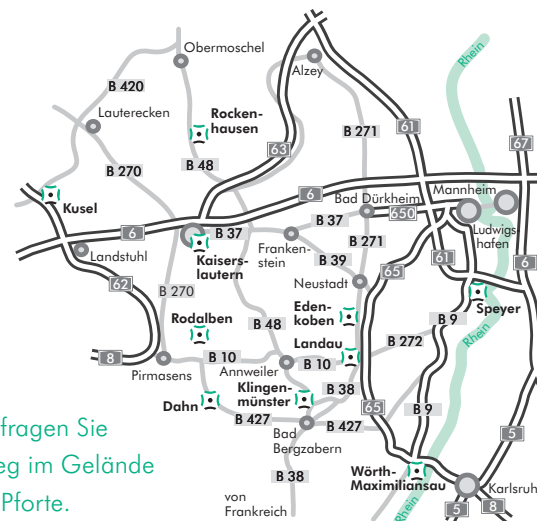 Obermoschel
Alzey
Rhein
B 420
Lauterecken
Rocken-
hausen
B 271
61
67
63
B 48
B 270
6
Bad Dürkheim
Mannheim
650
Kusel
B 37
B 37
6
Ludwigs-
hafen
Landstuhl
Kaisers-
lautern
Franken-
stein
B 271
B 39
61
65
6
62
B 270
Neustadt
Speyer
Rodalben
B 48
Eden-
koben
B 9
B 272
Rhein
8
Pirmasens
B 10
Annweiler
B 10
Landau
Dahn
Klingen-
münster
B 38
65
B 9
B 427
Bad
Bergzabern
B 427
5
fragen Sie
eg im Gelände
Pforte.
B 38
von
Frankreich
Wörth-
Maximiliansau
Karlsruh
5
8